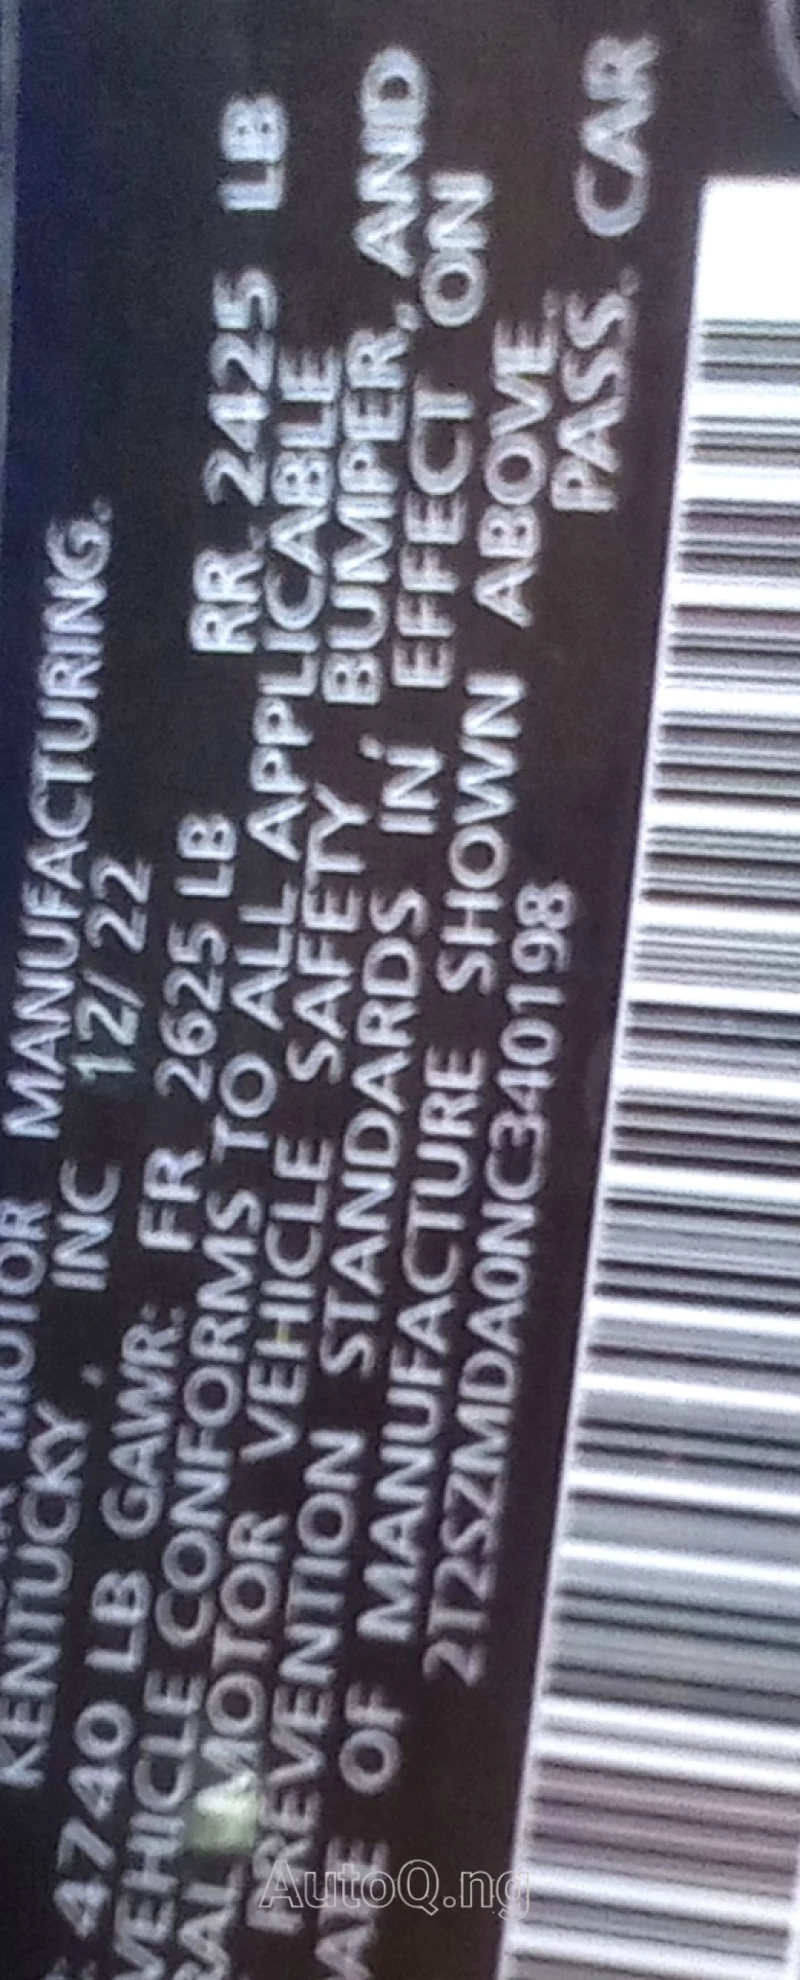 MOTOR MANUFACTURING.
KENTUCKY, INC 12/22
4740 LB GAWR: FR 2625 LB RR 2425 LB
VEHICLE CONFORMS TO ALL APPLICABLE
MOTOR VEHICLE SAFETY, BUMPER, AND
PREVENTION STANDARDS IN EFFECT ON
OF MANUFACTURE SHOWN ABOVE.
2T2SZMDA0NC340198 PASS. CAR
AutoQ.ng